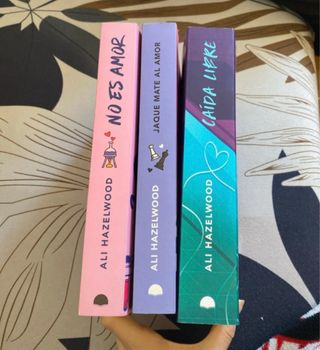 NO ES AMOR
ALI HAZELWOOD
JAQUE MATE AL AMOR
ALI HAZELWOOD
CAÍDA LIBRE
ALI HAZELWOOD